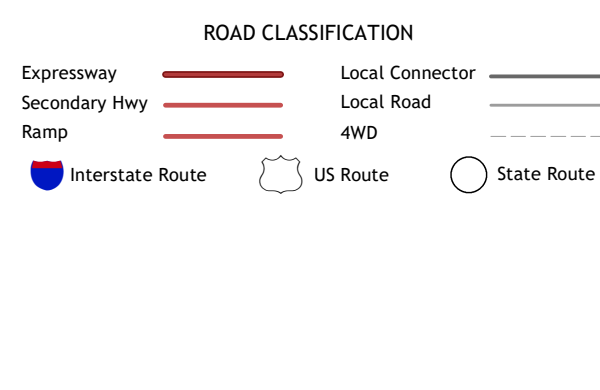 ROAD CLASSIFICATION
Expressway
Local Connector
Secondary Hwy
Local Road
Ramp
4WD
Interstate Route
US Route
State Route